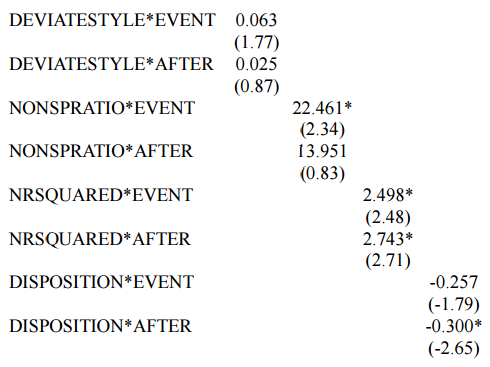 DEVIATESTYLE*EVENT 0.063
(1.77)
DEVIATESTYLE*AFTER 0.025
(0.87)
NONSPRATIO*EVENT 22.461*
(2.34)
NONSPRATIO*AFTER 13.951
(0.83)
NRSQUARED*EVENT 2.498*
(2.48)
NRSQUARED*AFTER 2.743*
(2.71)
DISPOSITION*EVENT -0.257
(-1.79)
DISPOSITION*AFTER -0.300*
(-2.65)